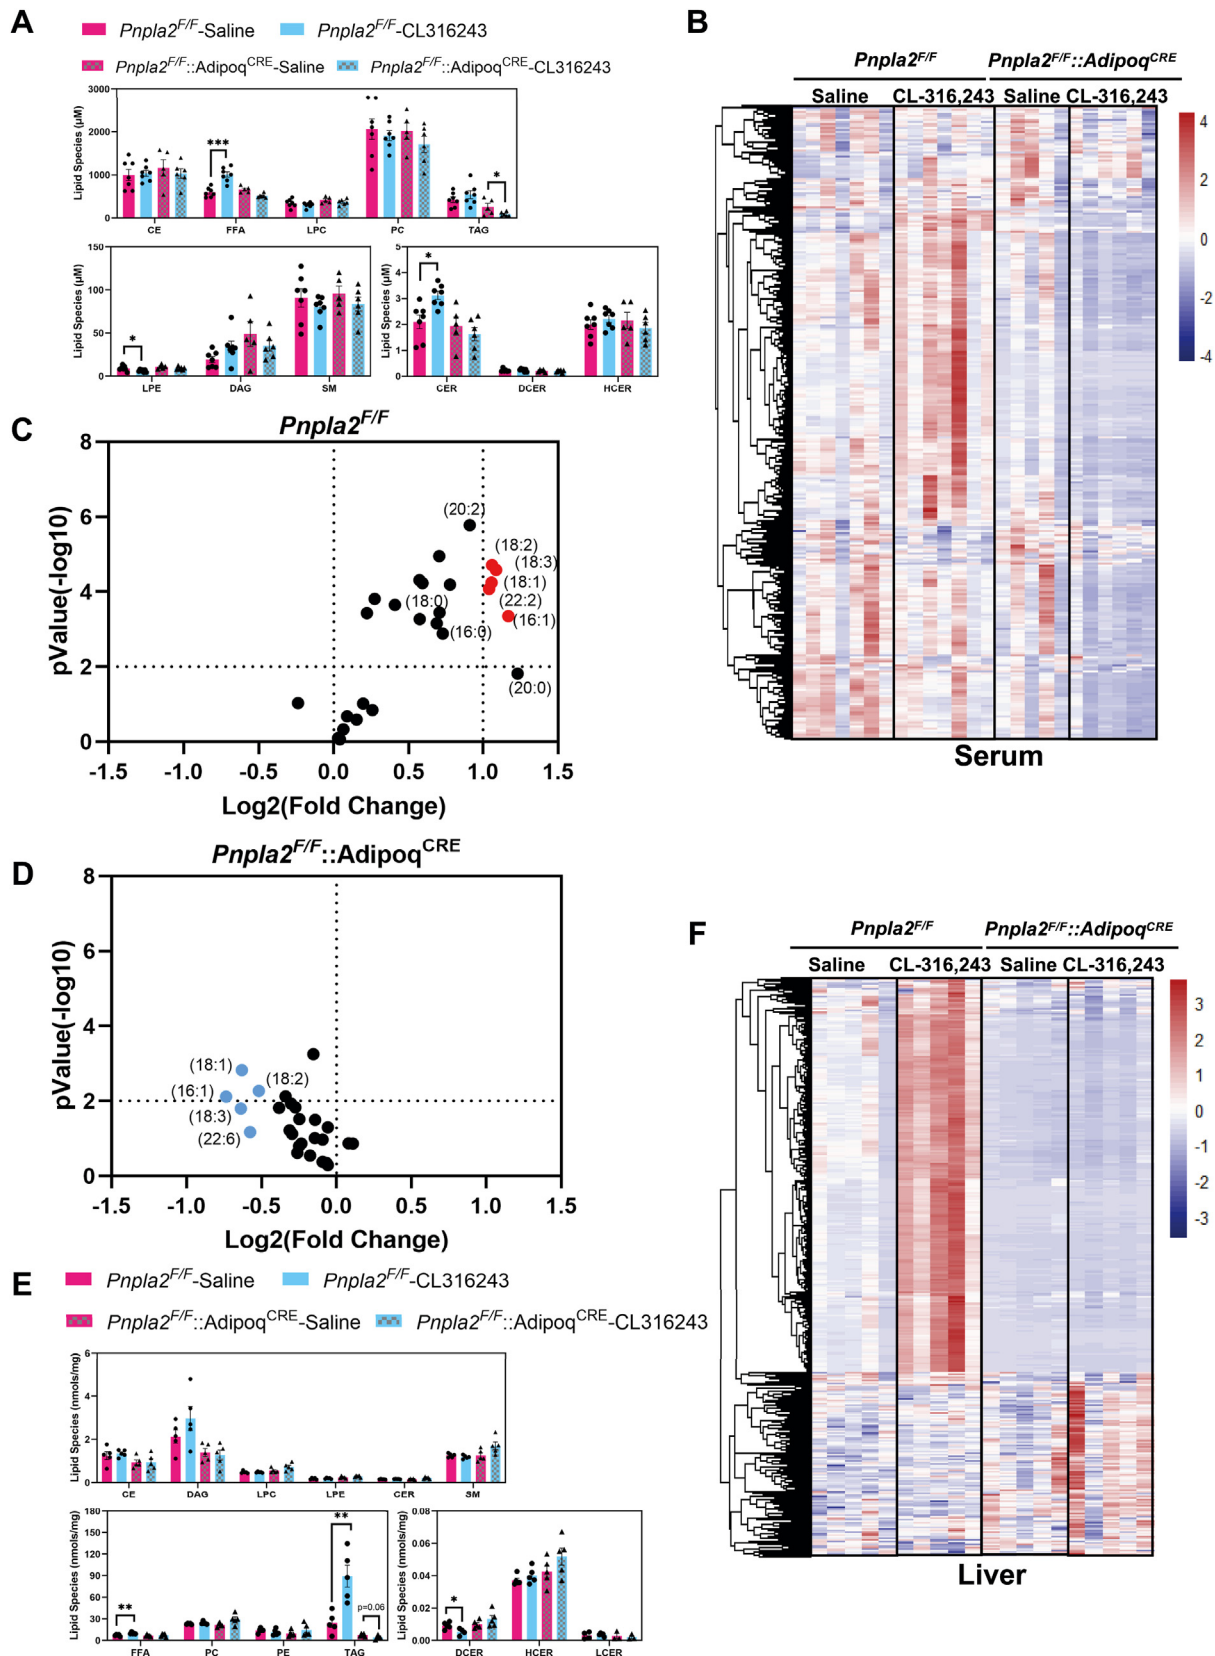 A
Pnpla2F/F-Saline
Pnpla2F/F-CL316243
Pnpla2F/F::AdipoqCRE-Saline
Pnpla2F/F::AdipoqCRE-CL316243
Lipid Species (µM)
3000
2000
1000
0
***
*
CE FFA LPC PC TAG
Lipid Species (µM)
150
100
50
0
*
LPE DAG SM
Lipid Species (µM)
5
4
3
2
1
0
*
CER DCER HCER
B
Pnpla2F/F Pnpla2F/F::AdipoqCRE
Saline CL-316,243 Saline CL-316,243
4
2
0
-2
-4
Serum
C
Pnpla2F/F
pValue(-log10)
8
6
4
2
0
(20:2)
(18:2)
(18:3)
(18:1)
(18:0)
(22:2)
(16:0)
(16:1)
(20:0)
-1.5 -1.0 -0.5 0.0 0.5 1.0 1.5
Log2(Fold Change)
D
Pnpla2F/F::AdipoqCRE
pValue(-log10)
8
6
4
2
0
(18:1)
(18:2)
(16:1)
(18:3)
(22:6)
-1.5 -1.0 -0.5 0.0 0.5 1.0 1.5
Log2(Fold Change)
E
Pnpla2F/F-Saline
Pnpla2F/F-CL316243
Pnpla2F/F::AdipoqCRE-Saline
Pnpla2F/F::AdipoqCRE-CL316243
Lipid Species (nmols/mg)
6
4
2
0
CE DAG LPC LPE CER SM
Lipid Species (nmols/mg)
180
150
120
90
60
30
0
**
**
p=0.06
FFA PC PE TAG
Lipid Species (nmols/mg)
0.08
0.06
0.04
0.02
0.00
*
DCER HCER LCER
F
Pnpla2F/F Pnpla2F/F::AdipoqCRE
Saline CL-316,243 Saline CL-316,243
3
2
1
0
-1
-2
-3
Liver